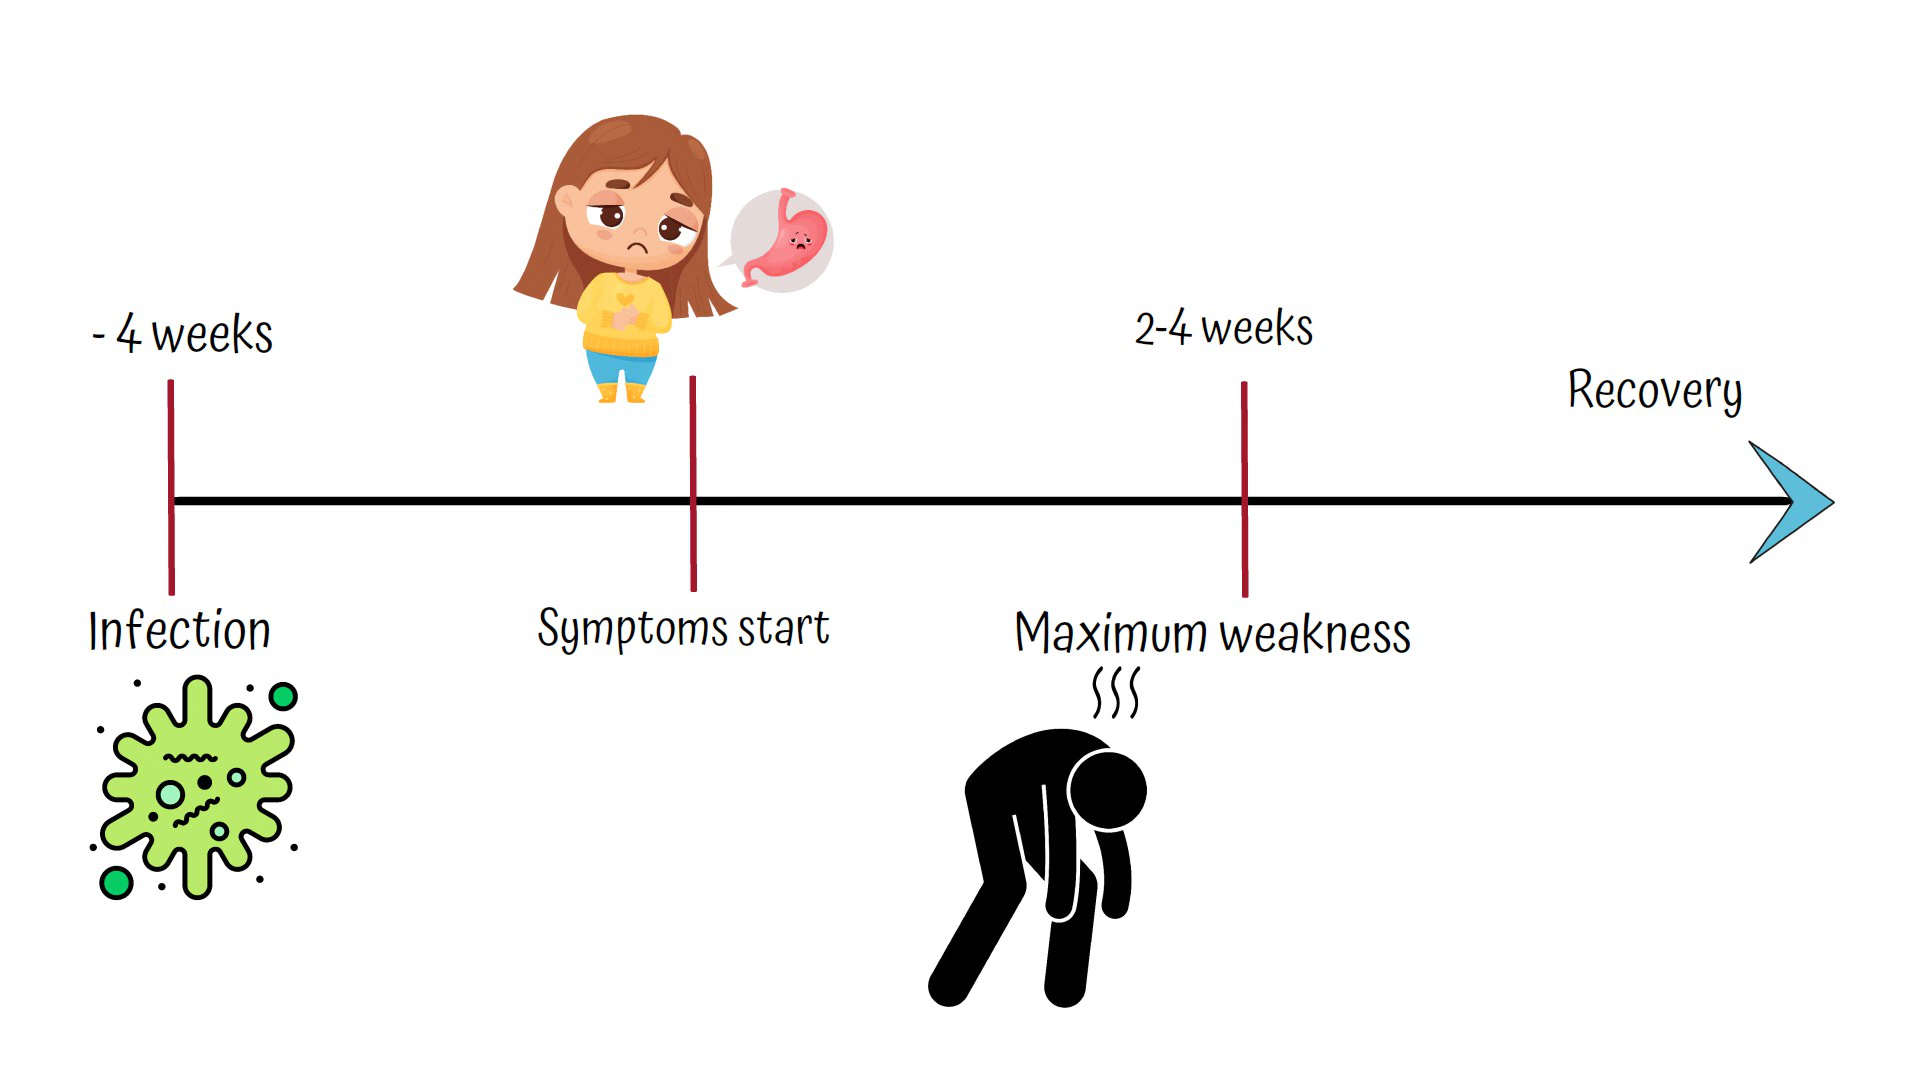 - 4 weeks
2-4 weeks
Recovery
Infection
Symptoms start
Maximum weakness